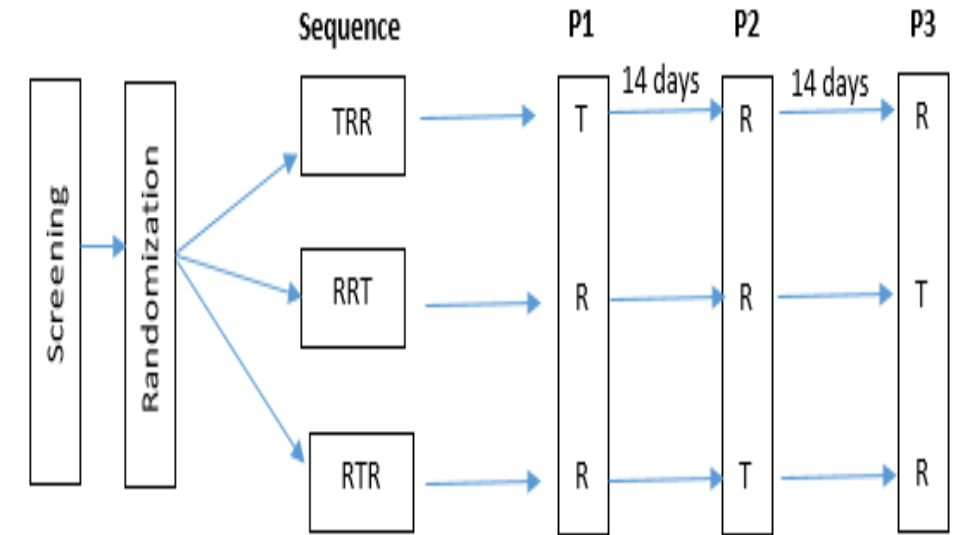 Sequence P1 P2 P3
14 days 14 days
TRR T R R
Screening
Randomization
RRT R R T
RTR R T R